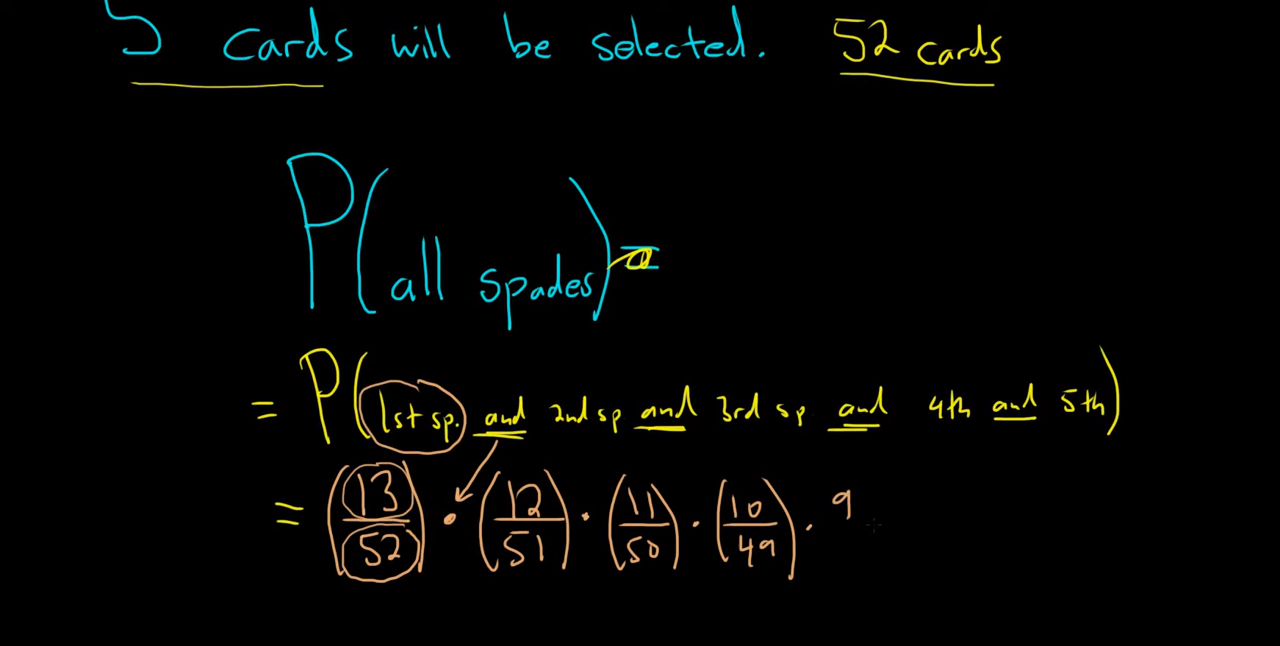 5 cards will be selected. 52 cards
P(all spades) =
= P(1st sp. and 2nd sp and 3rd sp and 4th and 5th)
= (13/52) · (12/51) · (11/50) · (10/49) · 9